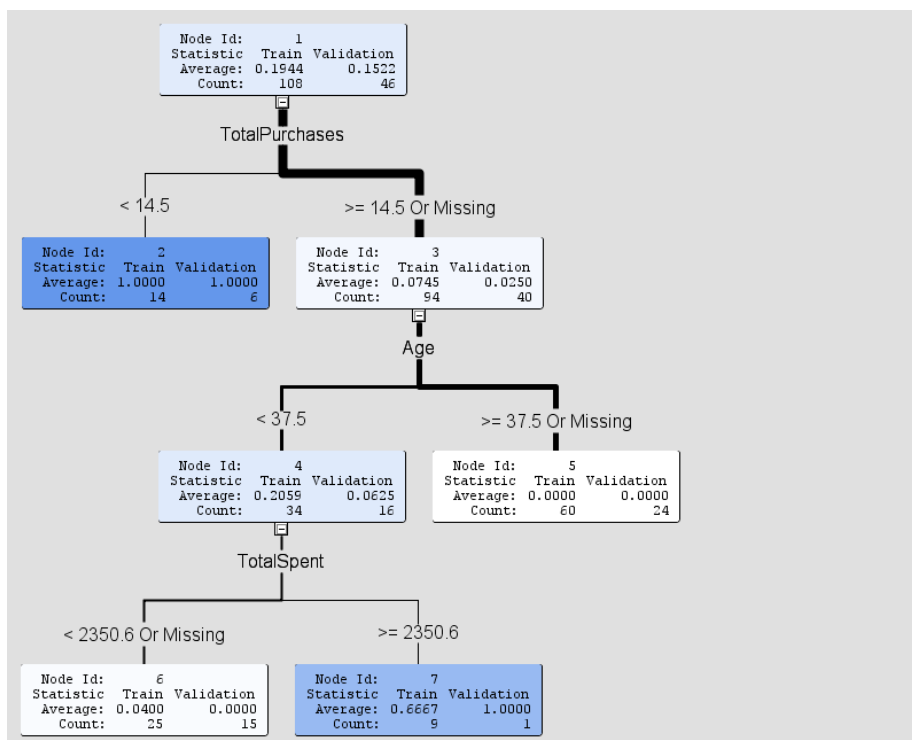 Node Id: 1
Statistic Train Validation
Average: 0.1944 0.1522
Count: 108 46
TotalPurchases
< 14.5
>= 14.5 Or Missing
Node Id: 2
Statistic Train Validation
Average: 1.0000 1.0000
Count: 14 6
Node Id: 3
Statistic Train Validation
Average: 0.0745 0.0250
Count: 94 40
Age
< 37.5
>= 37.5 Or Missing
Node Id: 4
Statistic Train Validation
Average: 0.2059 0.0625
Count: 34 16
Node Id: 5
Statistic Train Validation
Average: 0.0000 0.0000
Count: 60 24
TotalSpent
< 2350.6 Or Missing
>= 2350.6
Node Id: 6
Statistic Train Validation
Average: 0.0400 0.0000
Count: 25 15
Node Id: 7
Statistic Train Validation
Average: 0.6667 1.0000
Count: 9 1